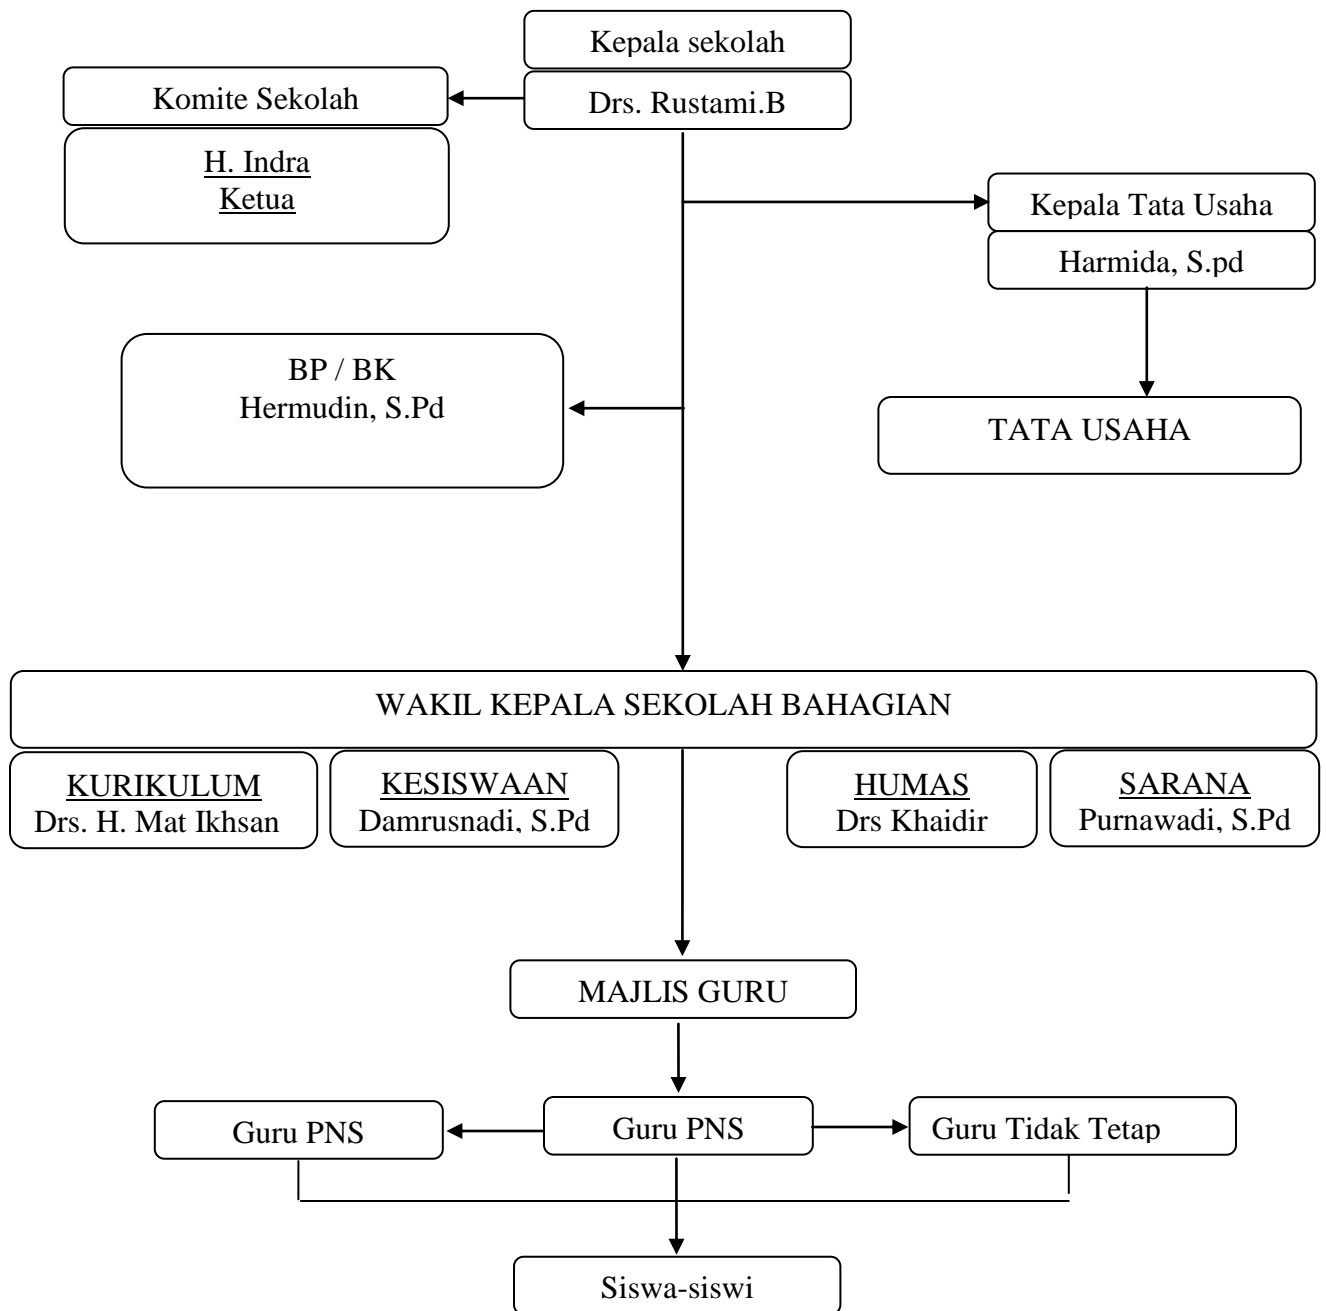 Kepala sekolah
Drs. Rustami.B
Komite Sekolah
H. Indra
Ketua
Kepala Tata Usaha
Harmida, S.pd
BP / BK
Hermudin, S.Pd
TATA USAHA
WAKIL KEPALA SEKOLAH BAHAGIAN
KURIKULUM
Drs. H. Mat Ikhsan
KESISWAAN
Damrusnadi, S.Pd
HUMAS
Drs Khaidir
SARANA
Purnawadi, S.Pd
MAJLIS GURU
Guru PNS
Guru PNS
Guru Tidak Tetap
Siswa-siswi